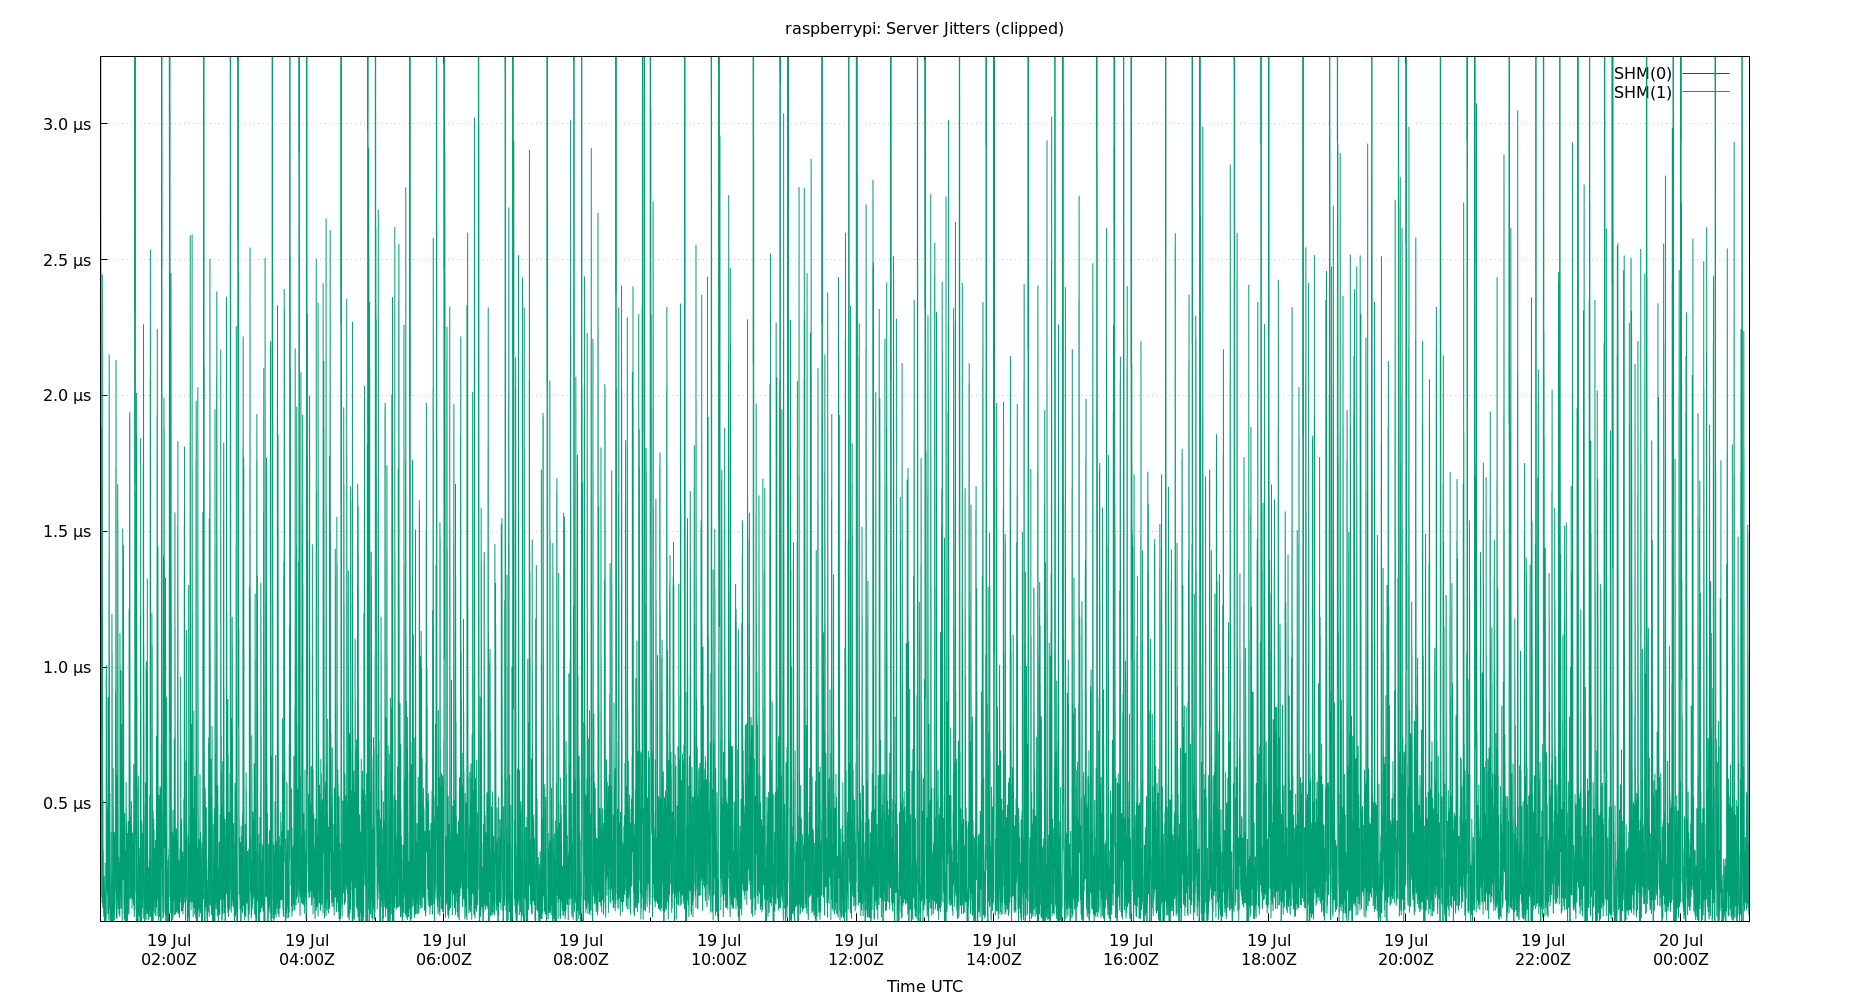 raspberrypi: Server Jitters (clipped)
SHM(0)
SHM(1)
3.0 µs
2.5 µs
2.0 µs
1.5 µs
1.0 µs
0.5 µs
19 Jul 19 Jul 19 Jul 19 Jul 19 Jul 19 Jul 19 Jul 19 Jul 19 Jul 19 Jul 19 Jul 20 Jul
02:00Z 04:00Z 06:00Z 08:00Z 10:00Z 12:00Z 14:00Z 16:00Z 18:00Z 20:00Z 22:00Z 00:00Z
Time UTC